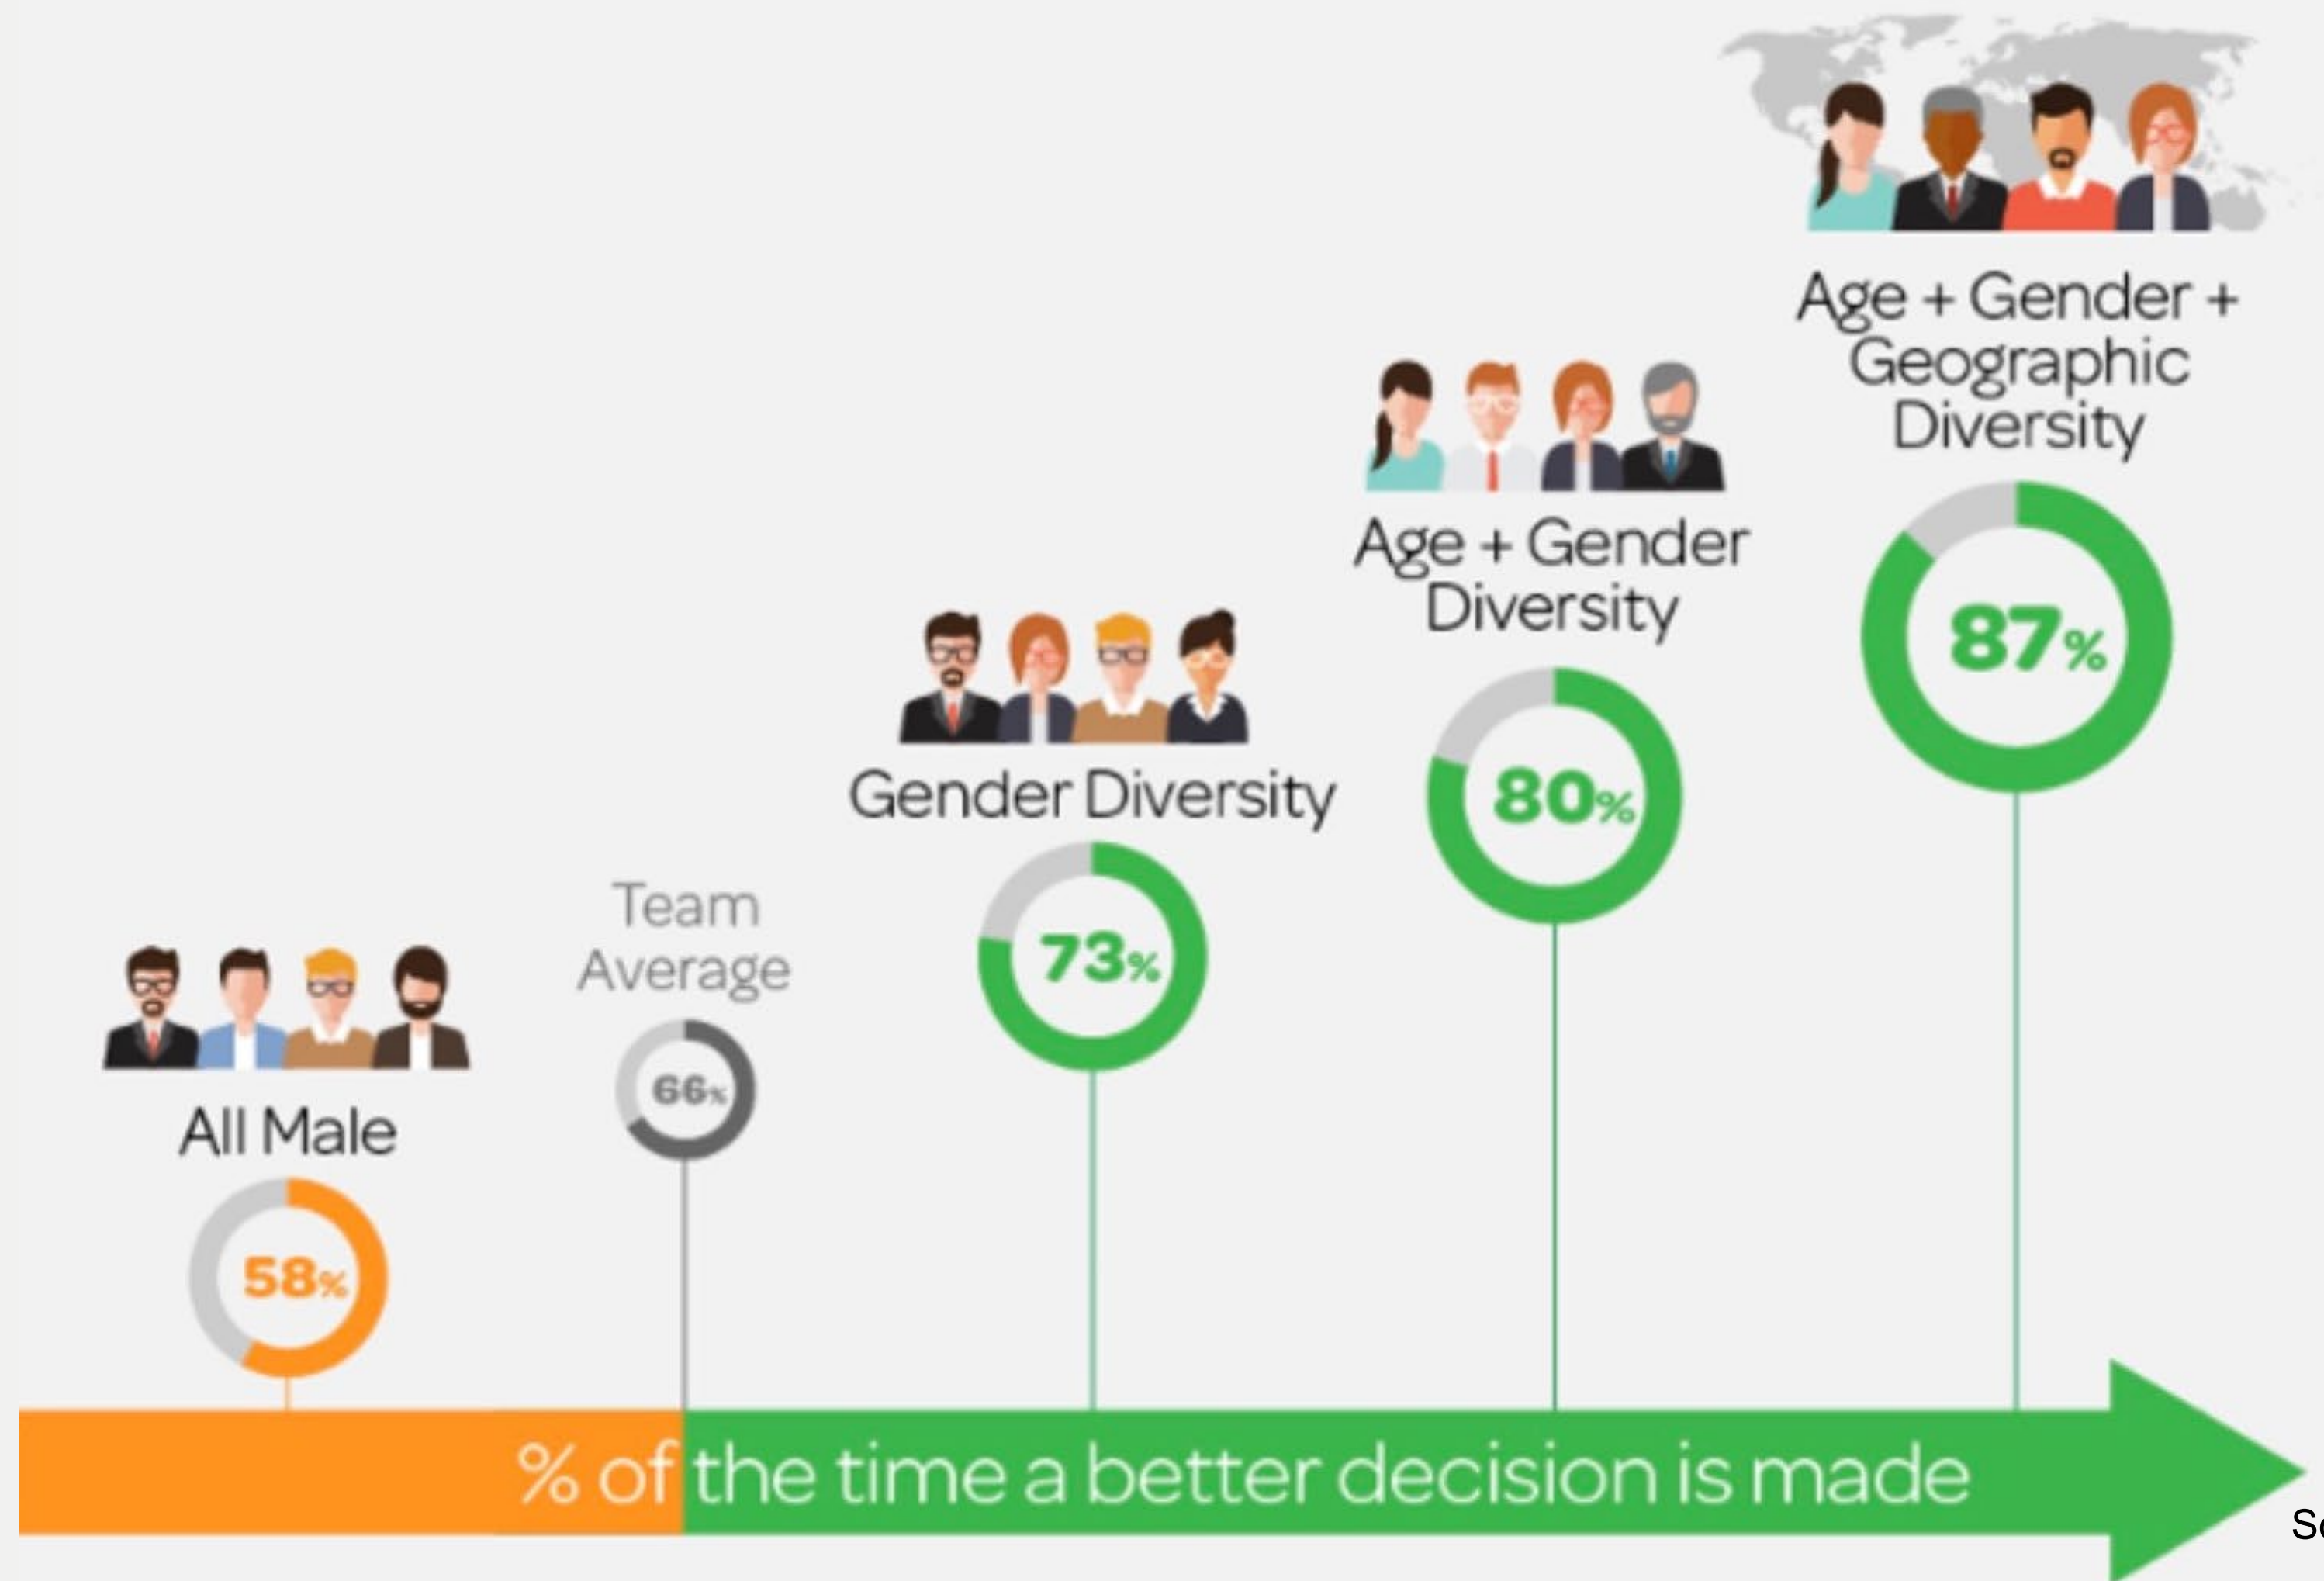 All Male
58%
Team
Average
66%
Gender Diversity
73%
Age + Gender
Diversity
80%
Age + Gender +
Geographic
Diversity
87%
% of the time a better decision is made